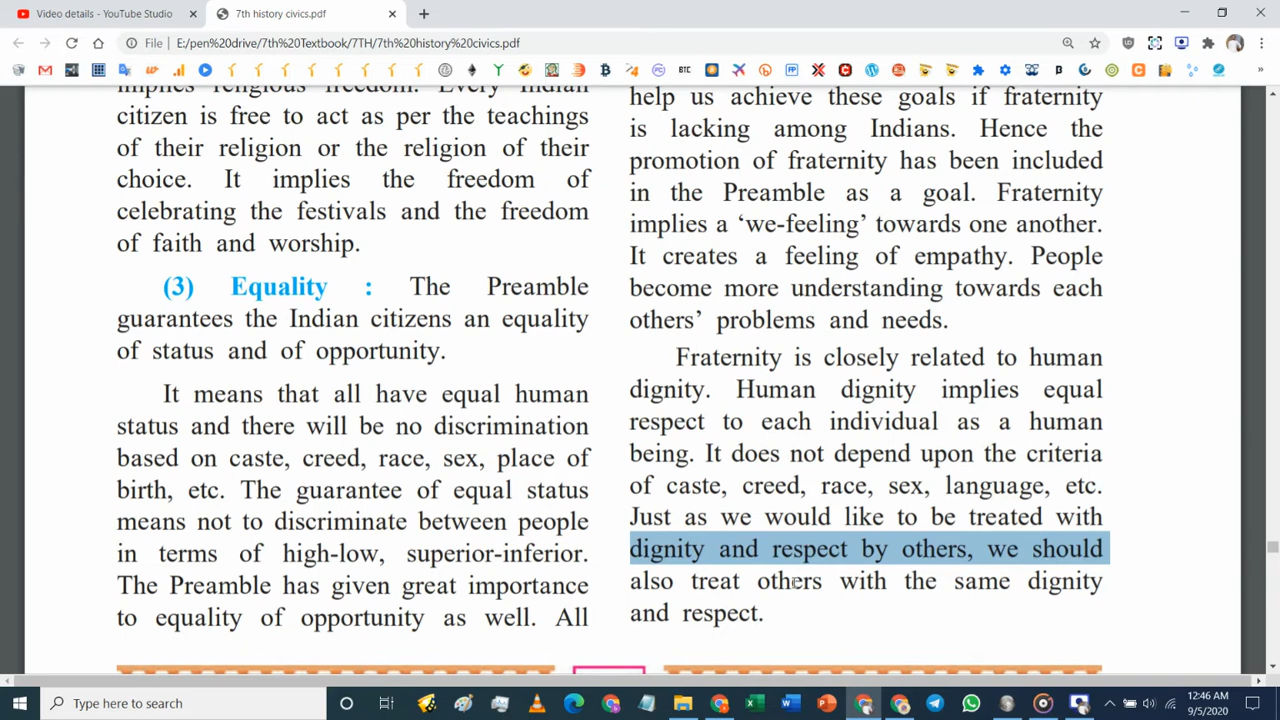 Video details - YouTube Studio
7th history civics.pdf
File
E:/pen%20drive/7th%20Textbook/7TH/7th%20history%20civics.pdf
implies religious freedom. Every Indian
citizen is free to act as per the teachings
of their religion or the religion of their
choice. It implies the freedom of
celebrating the festivals and the freedom
of faith and worship.
(3) Equality : The Preamble
guarantees the Indian citizens an equality
of status and of opportunity.
It means that all have equal human
status and there will be no discrimination
based on caste, creed, race, sex, place of
birth, etc. The guarantee of equal status
means not to discriminate between people
in terms of high-low, superior-inferior.
The Preamble has given great importance
to equality of opportunity as well. All
help us achieve these goals if fraternity
is lacking among Indians. Hence the
promotion of fraternity has been included
in the Preamble as a goal. Fraternity
implies a ‘we-feeling’ towards one another.
It creates a feeling of empathy. People
become more understanding towards each
others’ problems and needs.
Fraternity is closely related to human
dignity. Human dignity implies equal
respect to each individual as a human
being. It does not depend upon the criteria
of caste, creed, race, sex, language, etc.
Just as we would like to be treated with
dignity and respect by others, we should
also treat others with the same dignity
and respect.
Type here to search
12:46 AM
9/5/2020